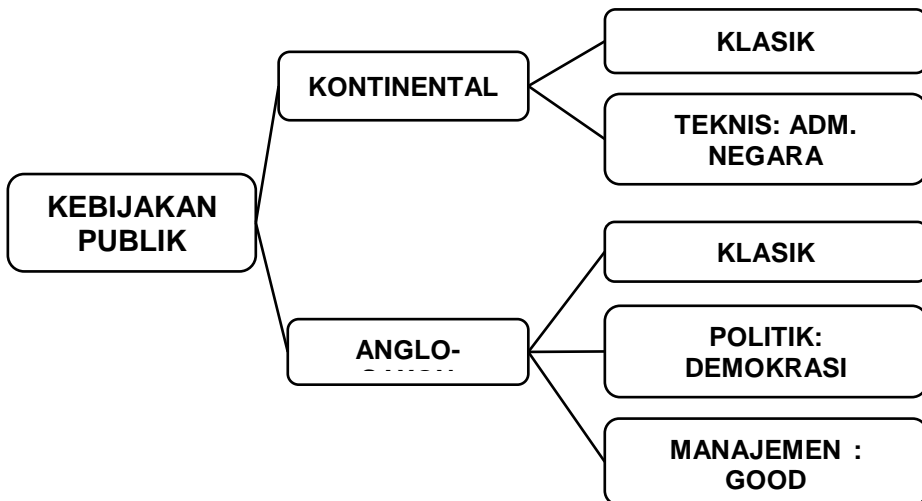 KLASIK
KONTINENTAL
TEKNIS: ADM.
NEGARA
KEBIJAKAN
PUBLIK
KLASIK
ANGLO-
POLITIK:
DEMOKRASI
MANAJEMEN :
GOOD